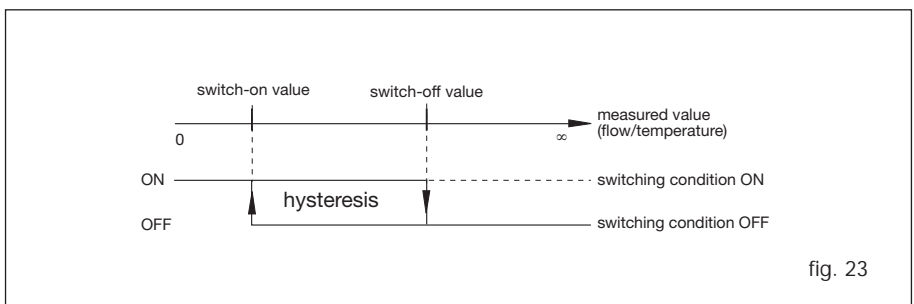 switch-on value
switch-off value
measured value
(flow/temperature)
0
∞
ON
switching condition ON
hysteresis
OFF
switching condition OFF
fig. 23